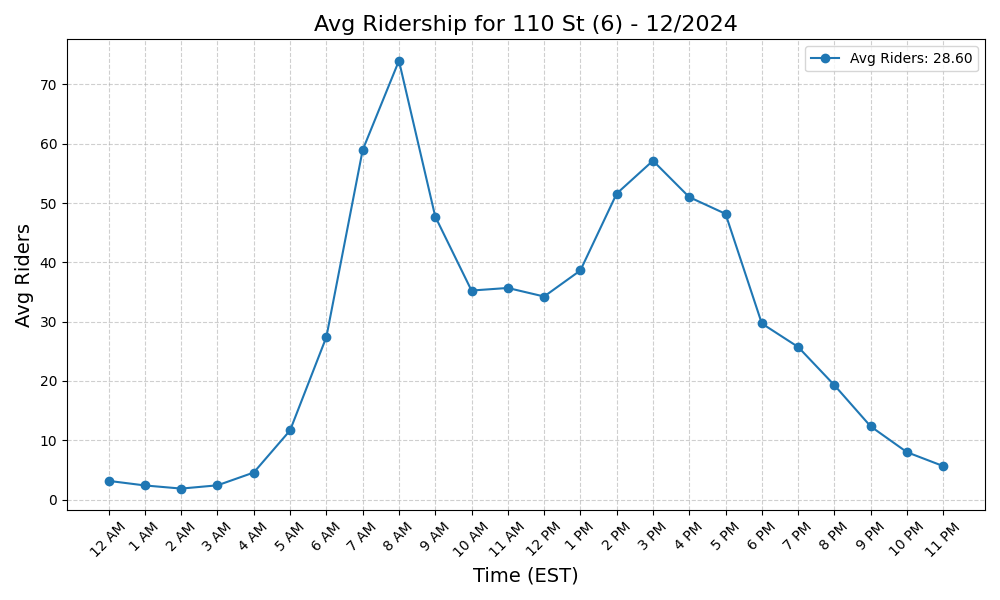 Avg Ridership for 110 St (6) - 12/2024
Avg Riders: 28.60
Avg Riders
70
60
50
40
30
20
10
0
12 AM
1 AM
2 AM
3 AM
4 AM
5 AM
6 AM
7 AM
8 AM
9 AM
10 AM
11 AM
12 PM
1 PM
2 PM
3 PM
4 PM
5 PM
6 PM
7 PM
8 PM
9 PM
10 PM
11 PM
Time (EST)